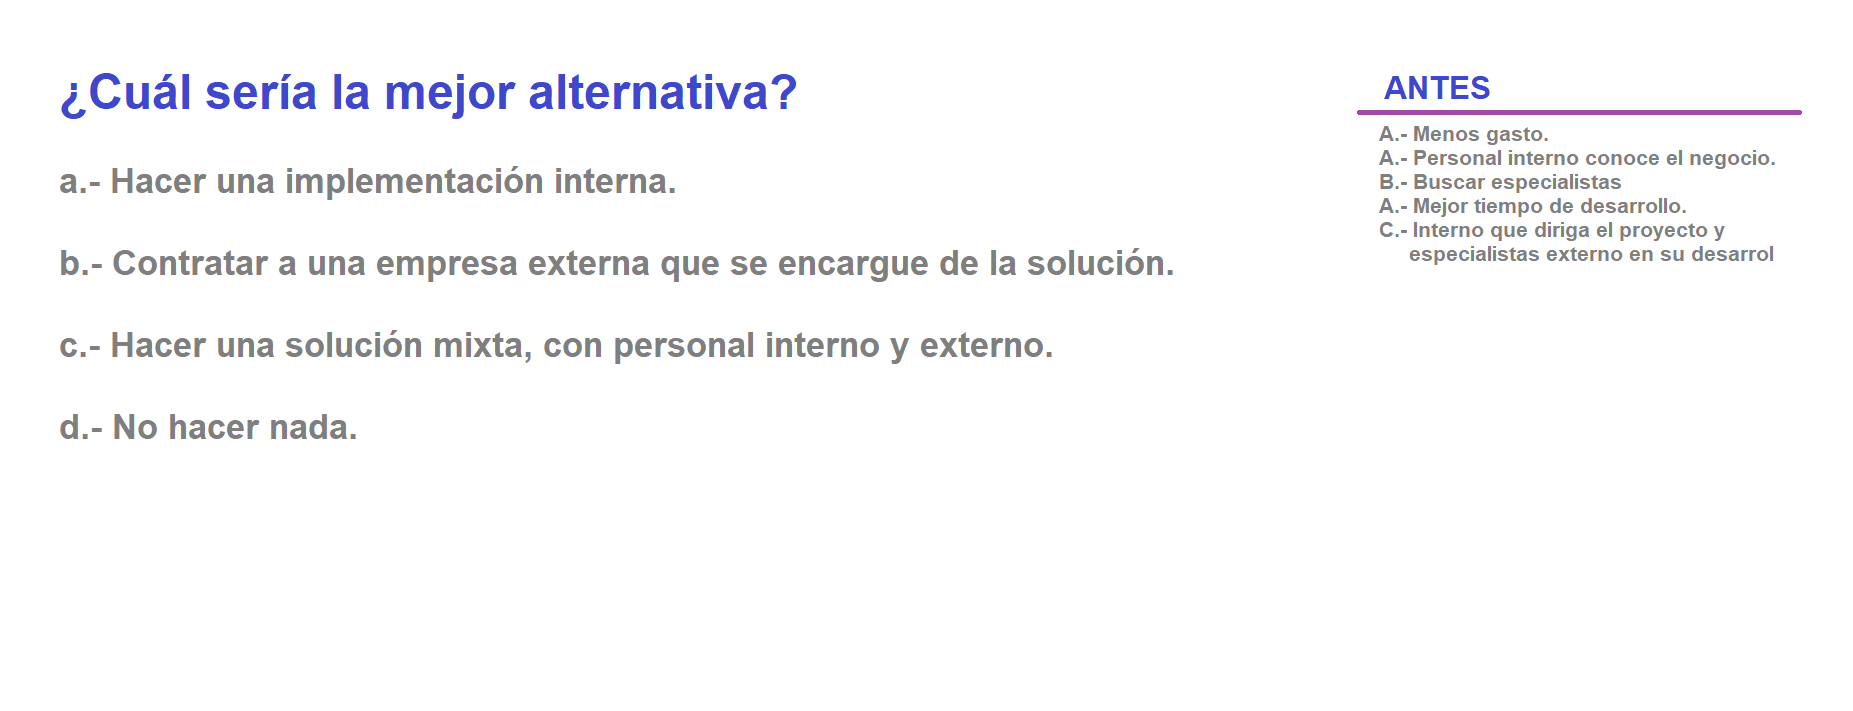 ¿Cuál sería la mejor alternativa?
a.- Hacer una implementación interna.
b.- Contratar a una empresa externa que se encargue de la solución.
c.- Hacer una solución mixta, con personal interno y externo.
d.- No hacer nada.
ANTES
A.- Menos gasto.
A.- Personal interno conoce el negocio.
B.- Buscar especialistas
A.- Mejor tiempo de desarrollo.
C.- Interno que diriga el proyecto y
especialistas externo en su desarrol